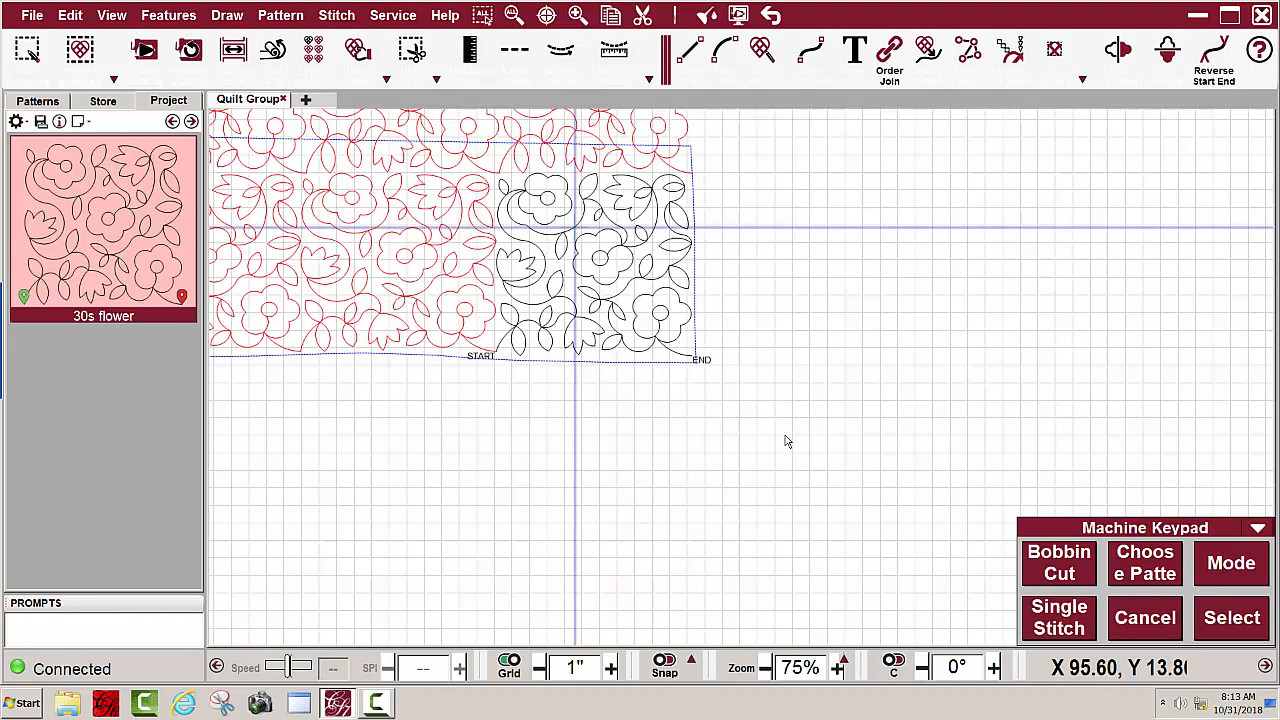 File Edit View Features Draw Pattern Stitch Service Help
ALL ALL
T
Order
Join
Reverse
Start End
Patterns Store Project
Quilt Group
30s flower
START END
Machine Keypad
Bobbin
Cut
Choos
e Patte
Mode
Single
Stitch
Cancel
Select
PROMPTS
Connected
Speed -- SPI -- Grid 1" Snap Zoom 75% C 0° X 95.60, Y 13.8
Start
8:13 AM
10/31/2018